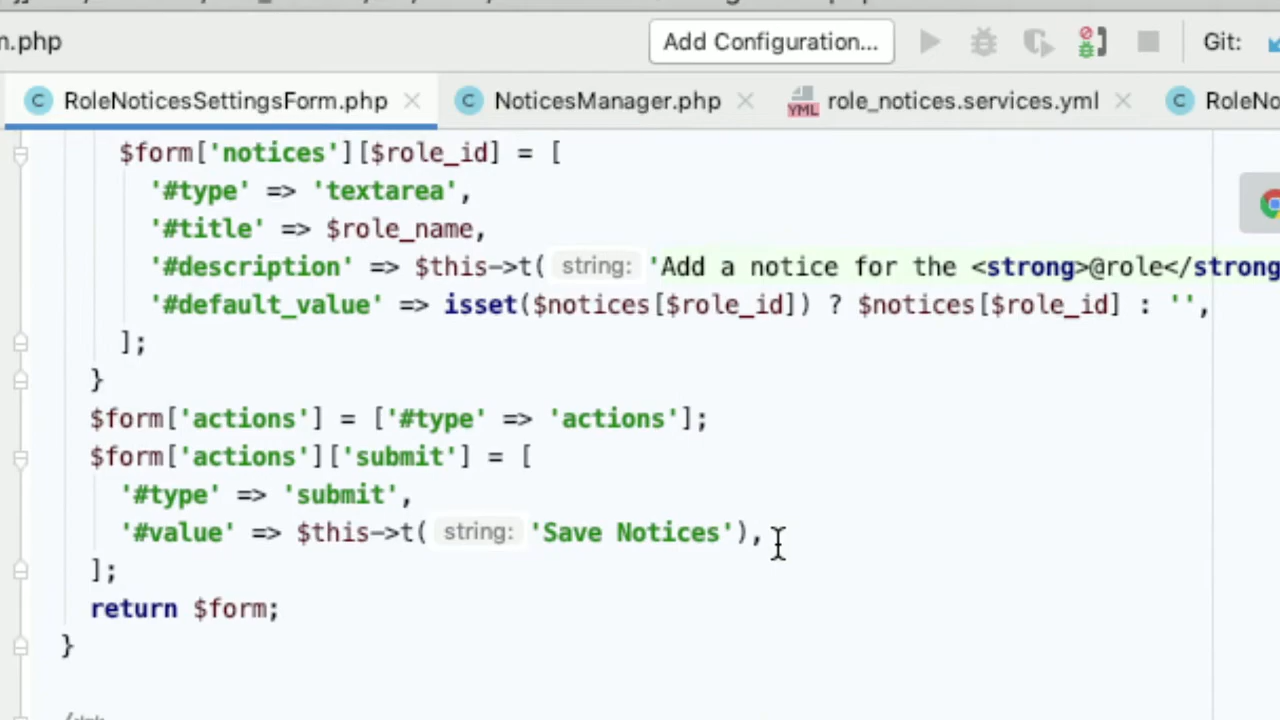 m.php Add Configuration... Git:
RoleNoticesSettingsForm.php NoticesManager.php YML role_notices.services.yml RoleNo
$form['notices'][$role_id] = [
'#type' => 'textarea',
'#title' => $role_name,
'#description' => $this->t( string: 'Add a notice for the <strong>@role</strong
'#default_value' => isset($notices[$role_id]) ? $notices[$role_id] : '',
];
}
$form['actions'] = ['#type' => 'actions'];
$form['actions']['submit'] = [
'#type' => 'submit',
'#value' => $this->t( string: 'Save Notices'),
];
return $form;
}